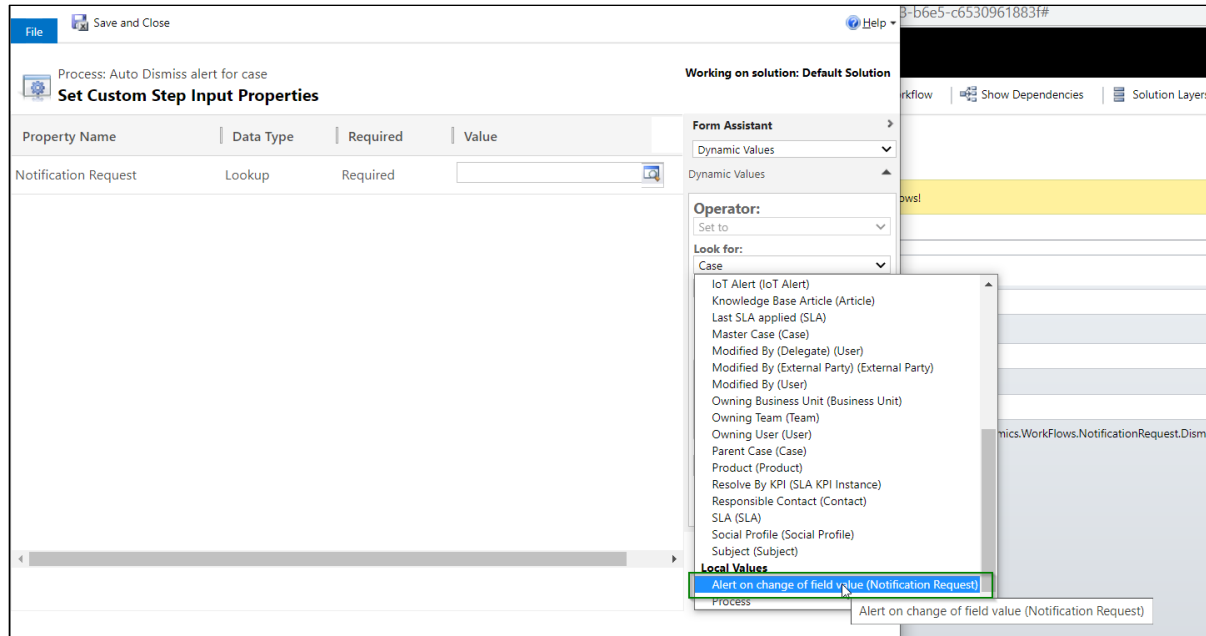 3-b6e5-c6530961883f#
File
Save and Close
Help
Process: Auto Dismiss alert for case
Set Custom Step Input Properties
Working on solution: Default Solution
rkflow
Show Dependencies
Solution Layers
Property Name
Data Type
Required
Value
Form Assistant
Dynamic Values
Notification Request
Lookup
Required
Dynamic Values
ows!
Operator:
Set to
Look for:
Case
IoT Alert (IoT Alert)
Knowledge Base Article (Article)
Last SLA applied (SLA)
Master Case (Case)
Modified By (Delegate) (User)
Modified By (External Party) (External Party)
Modified By (User)
Owning Business Unit (Business Unit)
Owning Team (Team)
Owning User (User)
mics.WorkFlows.NotificationRequest.Dism
Parent Case (Case)
Product (Product)
Resolve By KPI (SLA KPI Instance)
Responsible Contact (Contact)
SLA (SLA)
Social Profile (Social Profile)
Subject (Subject)
Local Values
Alert on change of field value (Notification Request)
Process
Alert on change of field value (Notification Request)